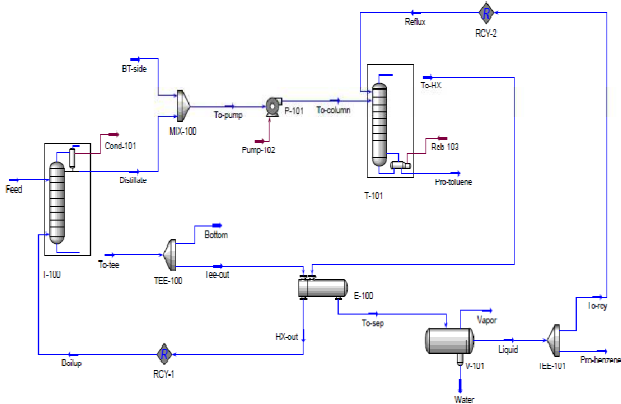 Reflux
RCY-2
BT-side
To-HX
MIX-100
To-pump
P-101
To-column
Pump-102
Cond-101
Reb-103
Feed
Distillate
Pro-toluene
T-101
Bottom
T-100
To-tee
TEE-100
Tee-out
E-100
To-sep
To-rcy
Vapor
HX-out
Liquid
Pro-benzene
Boilup
RCY-1
V-101
TEE-101
Water
R
R